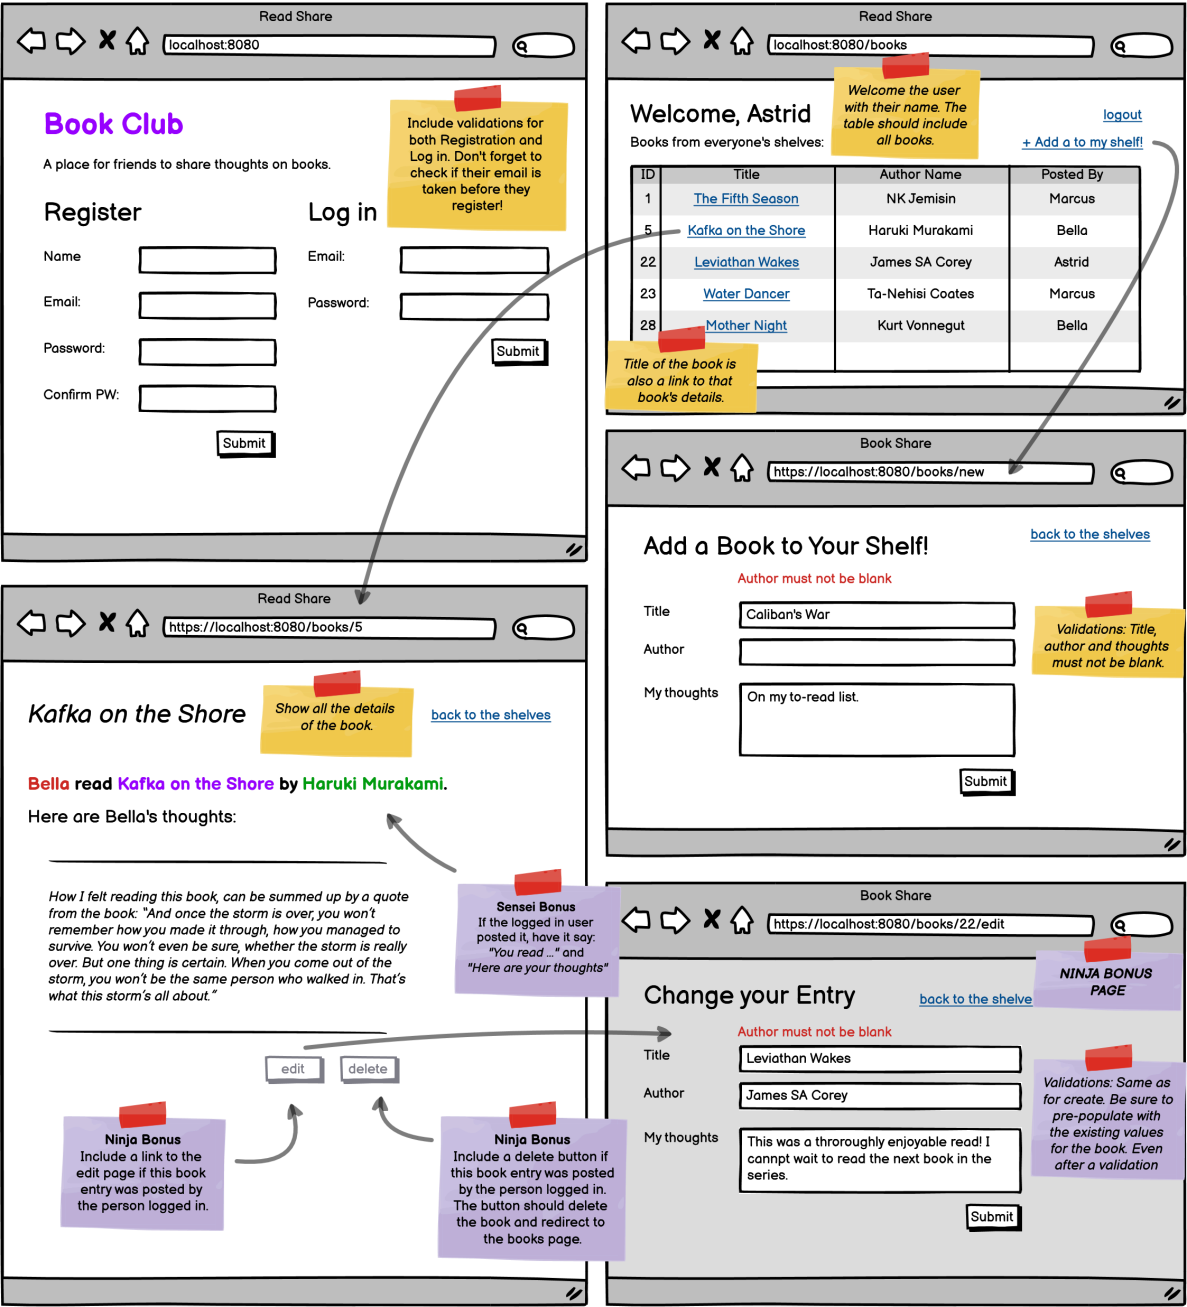 Read Share
localhost:8080
Book Club
A place for friends to share thoughts on books.
Include validations for
both Registration and
Log in. Don't forget to
check if their email is
taken before they
register!
Register
Name
Email:
Password:
Confirm PW:
Submit
Log in
Email:
Password:
Submit
Read Share
localhost:8080/books
Welcome the user
with their name. The
table should include
all books.
Welcome, Astrid
logout
Books from everyone's shelves:
+ Add a to my shelf!
ID Title Author Name Posted By
1 The Fifth Season NK Jemisin Marcus
5 Kafka on the Shore Haruki Murakami Bella
22 Leviathan Wakes James SA Corey Astrid
23 Water Dancer Ta-Nehisi Coates Marcus
28 Mother Night Kurt Vonnegut Bella
Title of the book is
also a link to that
book's details.
Book Share
https://localhost:8080/books/new
Add a Book to Your Shelf!
back to the shelves
Author must not be blank
Title
Caliban's War
Author
My thoughts
On my to-read list.
Submit
Validations: Title,
author and thoughts
must not be blank.
Read Share
https://localhost:8080/books/5
Kafka on the Shore
Show all the details
of the book.
back to the shelves
Bella read Kafka on the Shore by Haruki Murakami.
Here are Bella's thoughts:
How I felt reading this book, can be summed up by a quote
from the book: “And once the storm is over, you won’t
remember how you made it through, how you managed to
survive. You won’t even be sure, whether the storm is really
over. But one thing is certain. When you come out of the
storm, you won’t be the same person who walked in. That’s
what this storm’s all about.”
Sensei Bonus
If the logged in user
posted it, have it say:
"You read ..." and
"Here are your thoughts"
edit
delete
Ninja Bonus
Include a link to the
edit page if this book
entry was posted by
the person logged in.
Ninja Bonus
Include a delete button if
this book entry was posted
by the person logged in.
The button should delete
the book and redirect to
the books page.
Book Share
https://localhost:8080/books/22/edit
NINJA BONUS
PAGE
Change your Entry
back to the shelve
Author must not be blank
Title
Leviathan Wakes
Author
James SA Corey
My thoughts
This was a throroughly enjoyable read! I
cannpt wait to read the next book in the
series.
Submit
Validations: Same as
for create. Be sure to
pre-populate with
the existing values
for the book. Even
after a validation